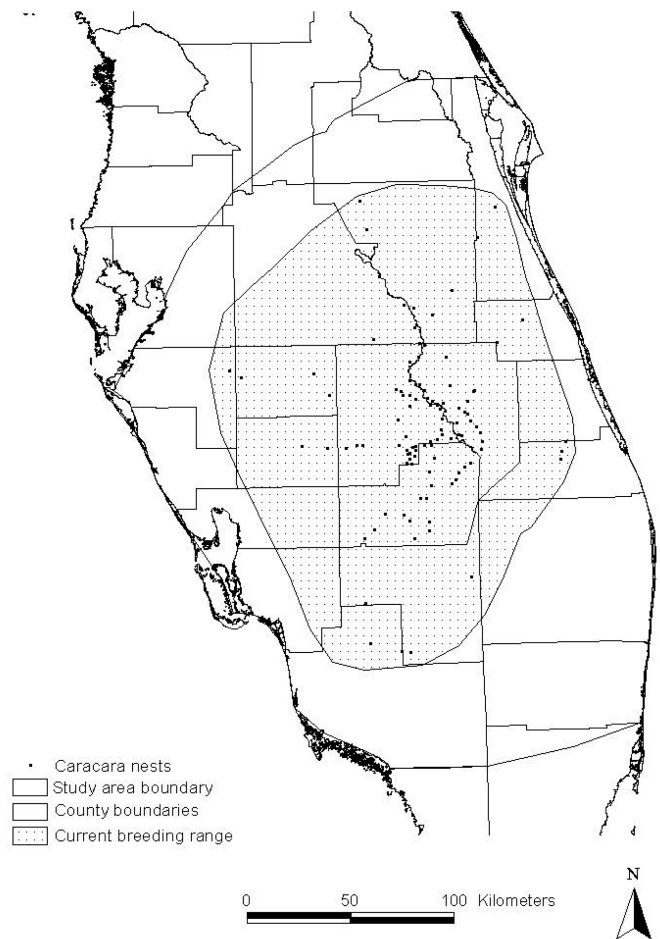 Caracara nests
Study area boundary
County boundaries
Current breeding range
N
0 50 100 Kilometers